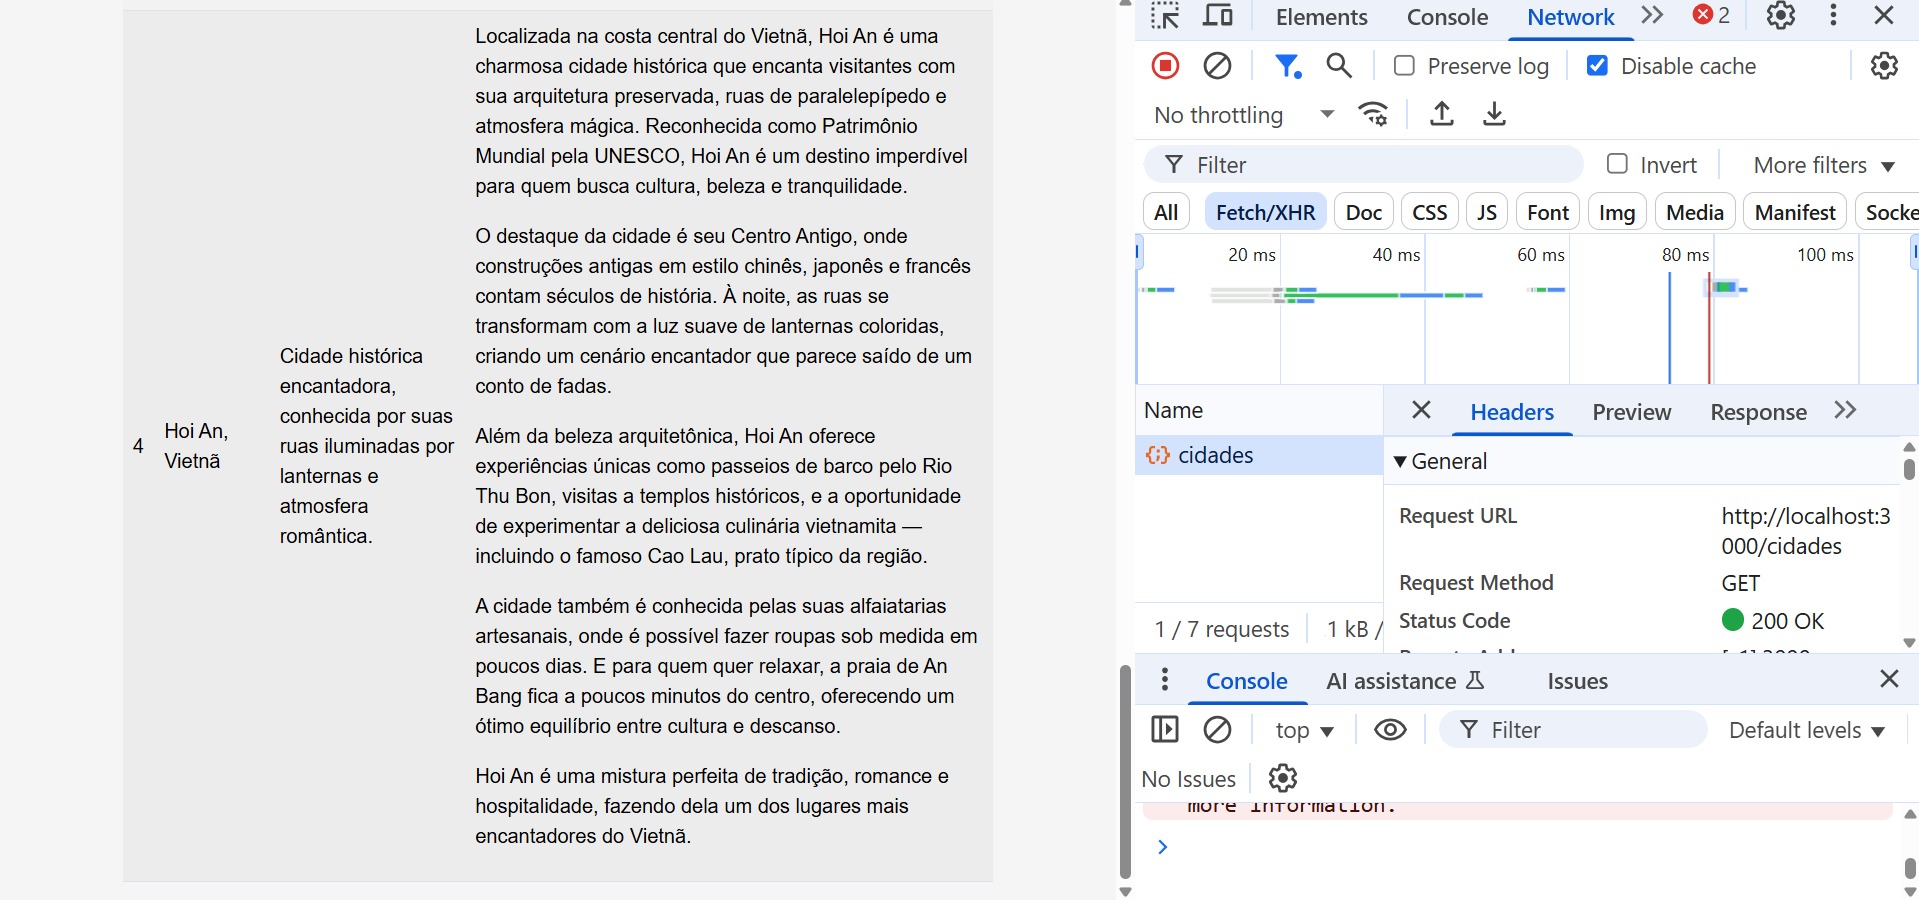 4
Hoi An,
Vietnã
Cidade histórica
encantadora,
conhecida por suas
ruas iluminadas por
lanternas e
atmosfera
romântica.
Localizada na costa central do Vietnã, Hoi An é uma
charmosa cidade histórica que encanta visitantes com
sua arquitetura preservada, ruas de paralelepípedo e
atmosfera mágica. Reconhecida como Patrimônio
Mundial pela UNESCO, Hoi An é um destino imperdível
para quem busca cultura, beleza e tranquilidade.
O destaque da cidade é seu Centro Antigo, onde
construções antigas em estilo chinês, japonês e francês
contam séculos de história. À noite, as ruas se
transformam com a luz suave de lanternas coloridas,
criando um cenário encantador que parece saído de um
conto de fadas.
Além da beleza arquitetônica, Hoi An oferece
experiências únicas como passeios de barco pelo Rio
Thu Bon, visitas a templos históricos, e a oportunidade
de experimentar a deliciosa culinária vietnamita —
incluindo o famoso Cao Lau, prato típico da região.
A cidade também é conhecida pelas suas alfaiatarias
artesanais, onde é possível fazer roupas sob medida em
poucos dias. E para quem quer relaxar, a praia de An
Bang fica a poucos minutos do centro, oferecendo um
ótimo equilíbrio entre cultura e descanso.
Hoi An é uma mistura perfeita de tradição, romance e
hospitalidade, fazendo dela um dos lugares mais
encantadores do Vietnã.
Elements Console Network 2
Preserve log Disable cache
No throttling
Filter Invert More filters
All Fetch/XHR Doc CSS JS Font Img Media Manifest Socke
20 ms 40 ms 60 ms 80 ms 100 ms
Name
cidades
1 / 7 requests 1 kB /
Headers Preview Response
General
Request URL http://localhost:3
000/cidades
Request Method GET
Status Code 200 OK
Console AI assistance Issues
top Filter Default levels
No Issues
more information.